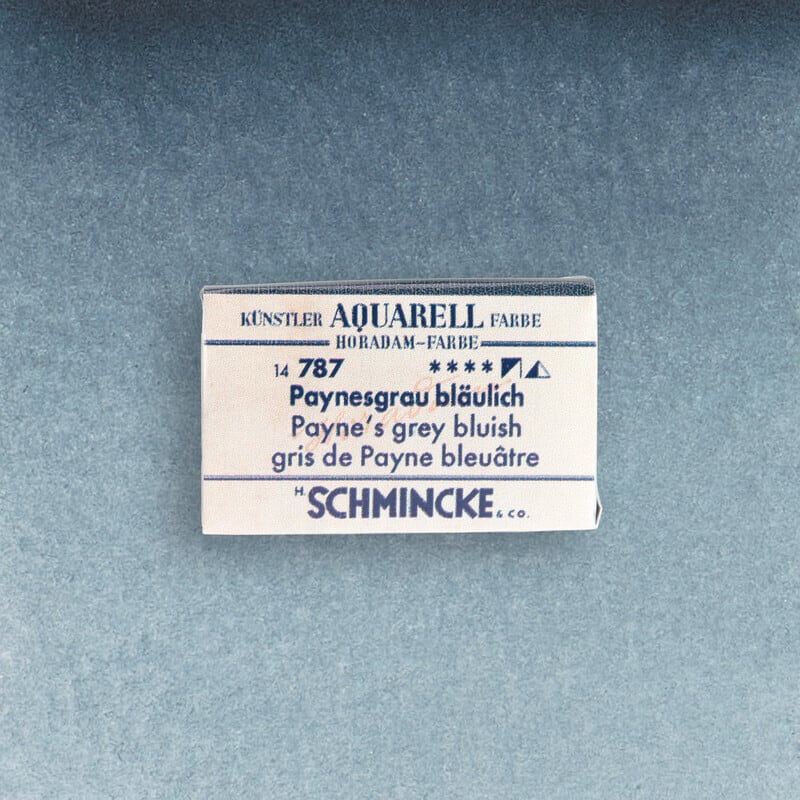 KÜNSTLER AQUARELL FARBE
HORADAM-FARBE
14 787 ****
Paynesgrau bläulich
Payne's grey bluish
gris de Payne bleuâtre
H. SCHMINCKE & CO.